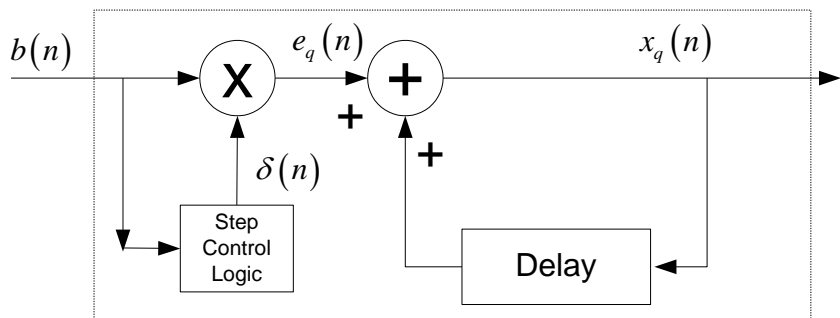 b(n)
e_q(n)
x_q(n)
X
+
+
+
δ(n)
Step
Control
Logic
Delay